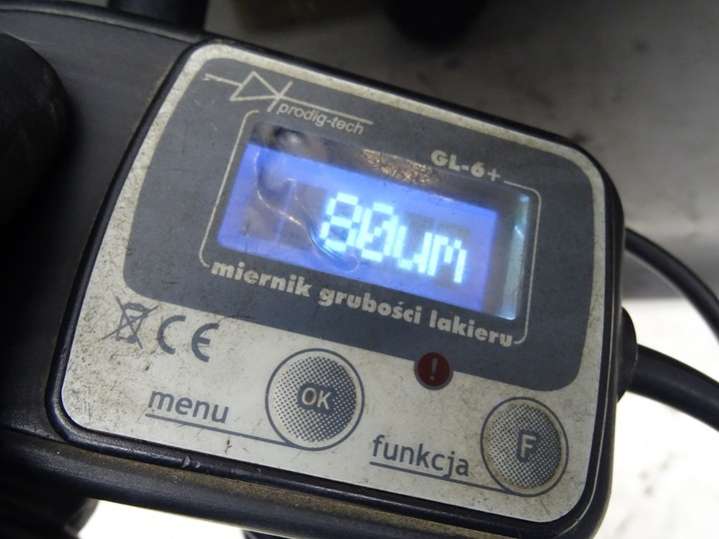 prodig-tech
GL-6+
80um
miernik grubości lakieru
CE
!
menu OK
funkcja F